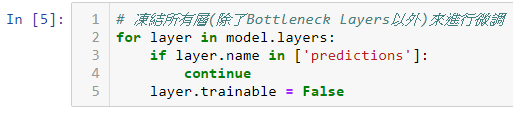 In [5]:
1 # 凍結所有層(除了Bottleneck Layers以外)來進行微調
2 for layer in model.layers:
3     if layer.name in ['predictions']:
4         continue
5     layer.trainable = False